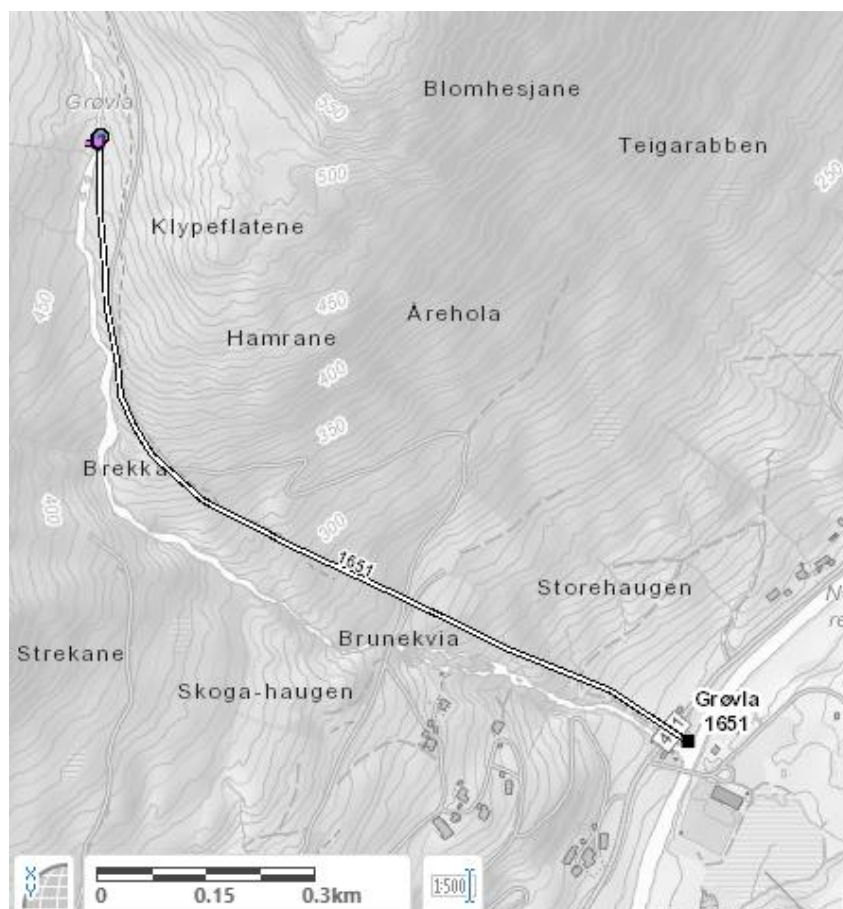 Grøvla
Blomhesjane
Teigarabben
550
500
250
Klypeflatene
450
450
Årehola
Hamrane
400
350
Brekka
400
300
1651
Storehaugen
Brunekvia
Strekane
Skoga-haugen
Grøvla
1651
41
X
Y
0 0.15 0.3km
1:500